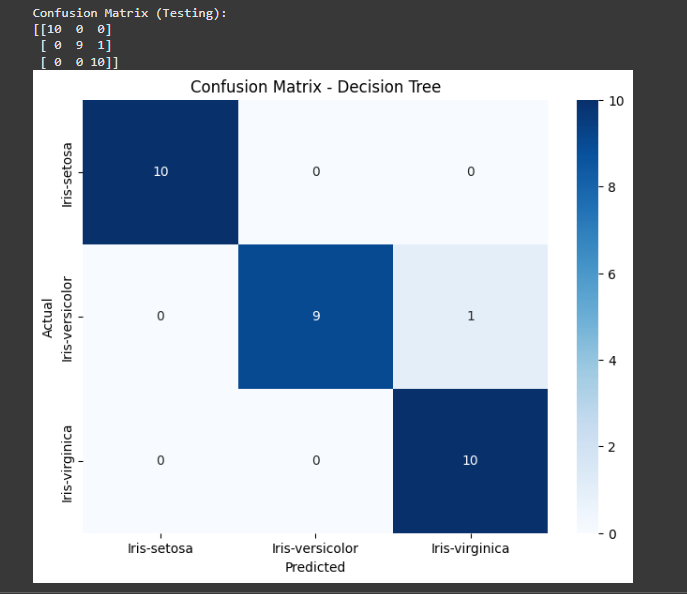 Confusion Matrix (Testing):
[[10  0  0]
 [ 0  9  1]
 [ 0  0 10]]
Confusion Matrix - Decision Tree
10
8
6
4
2
0
Actual
Iris-setosa
10 0 0
Iris-versicolor
0 9 1
Iris-virginica
0 0 10
Iris-setosa Iris-versicolor Iris-virginica
Predicted